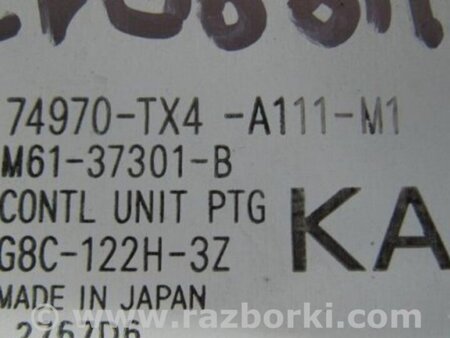 74970-TX4 -A111-M1
M61-37301-B
CONTL UNIT PTG
G8C-122H-3Z
KA
MADE IN JAPAN
2767D6
© www.razborki.com